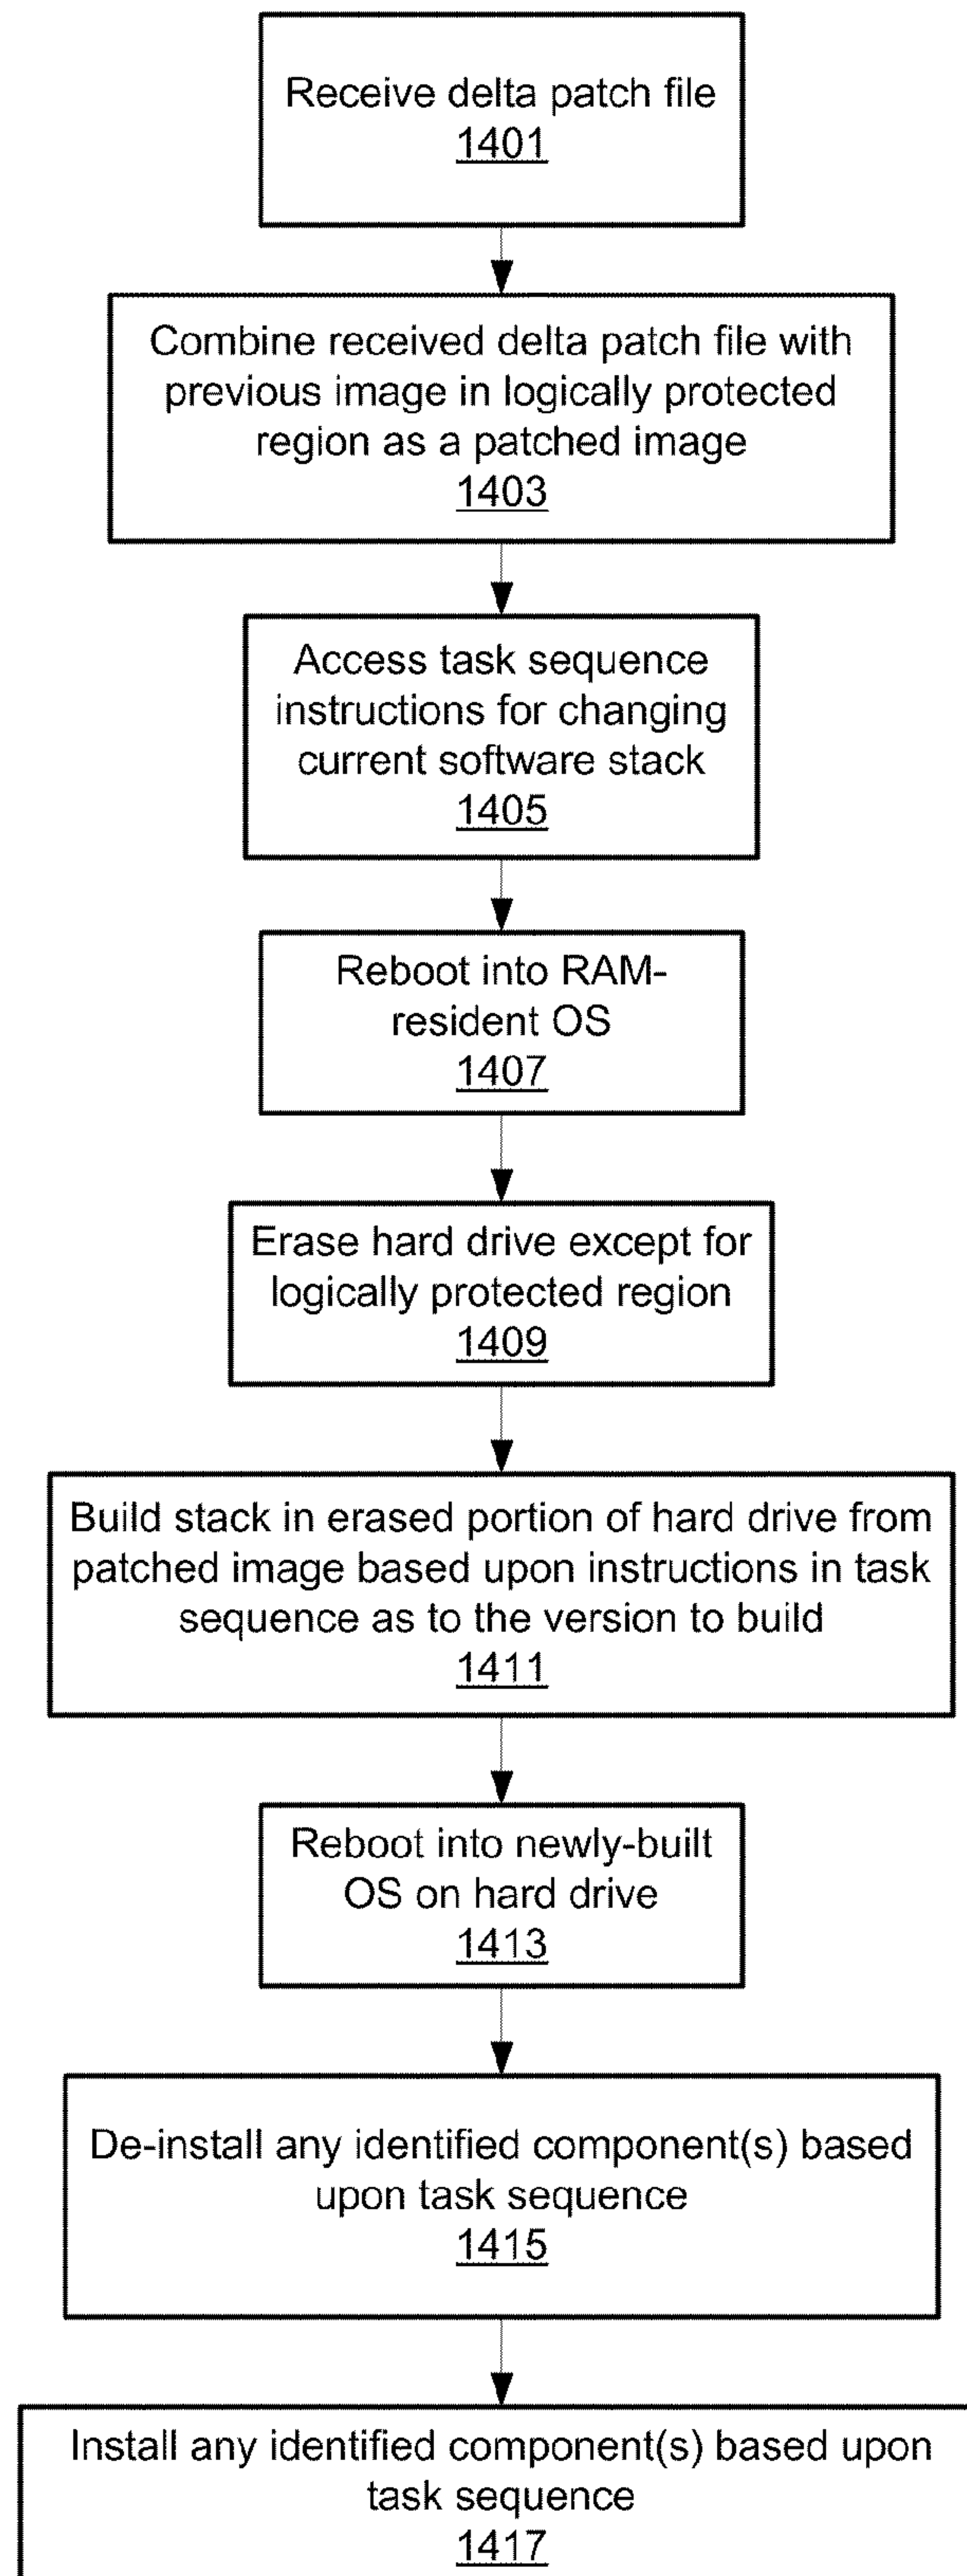 Receive delta patch file
1401
Combine received delta patch file with
previous image in logically protected
region as a patched image
1403
Access task sequence
instructions for changing
current software stack
1405
Reboot into RAM-
resident OS
1407
Erase hard drive except for
logically protected region
1409
Build stack in erased portion of hard drive from
patched image based upon instructions in task
sequence as to the version to build
1411
Reboot into newly-built
OS on hard drive
1413
De-install any identified component(s) based
upon task sequence
1415
Install any identified component(s) based upon
task sequence
1417